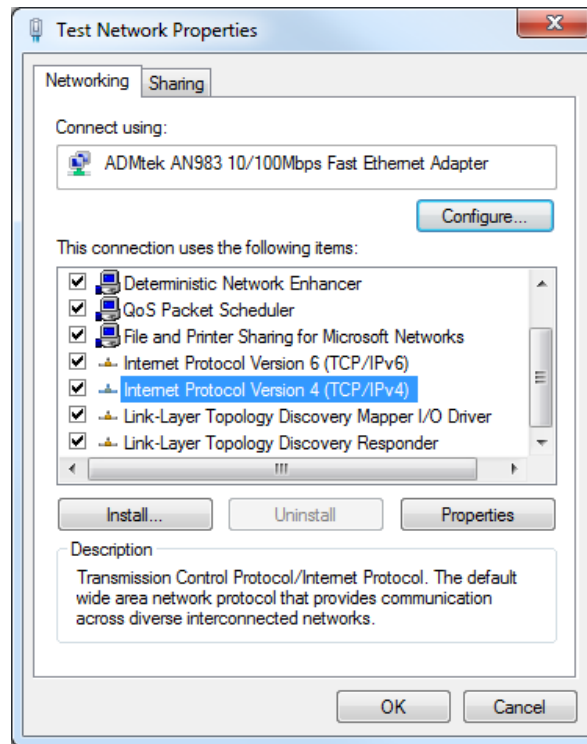 Test Network Properties
Networking
Sharing
Connect using:
ADMtek AN983 10/100Mbps Fast Ethernet Adapter
Configure...
This connection uses the following items:
Deterministic Network Enhancer
QoS Packet Scheduler
File and Printer Sharing for Microsoft Networks
Internet Protocol Version 6 (TCP/IPv6)
Internet Protocol Version 4 (TCP/IPv4)
Link-Layer Topology Discovery Mapper I/O Driver
Link-Layer Topology Discovery Responder
Install...
Uninstall
Properties
Description
Transmission Control Protocol/Internet Protocol. The default
wide area network protocol that provides communication
across diverse interconnected networks.
OK
Cancel